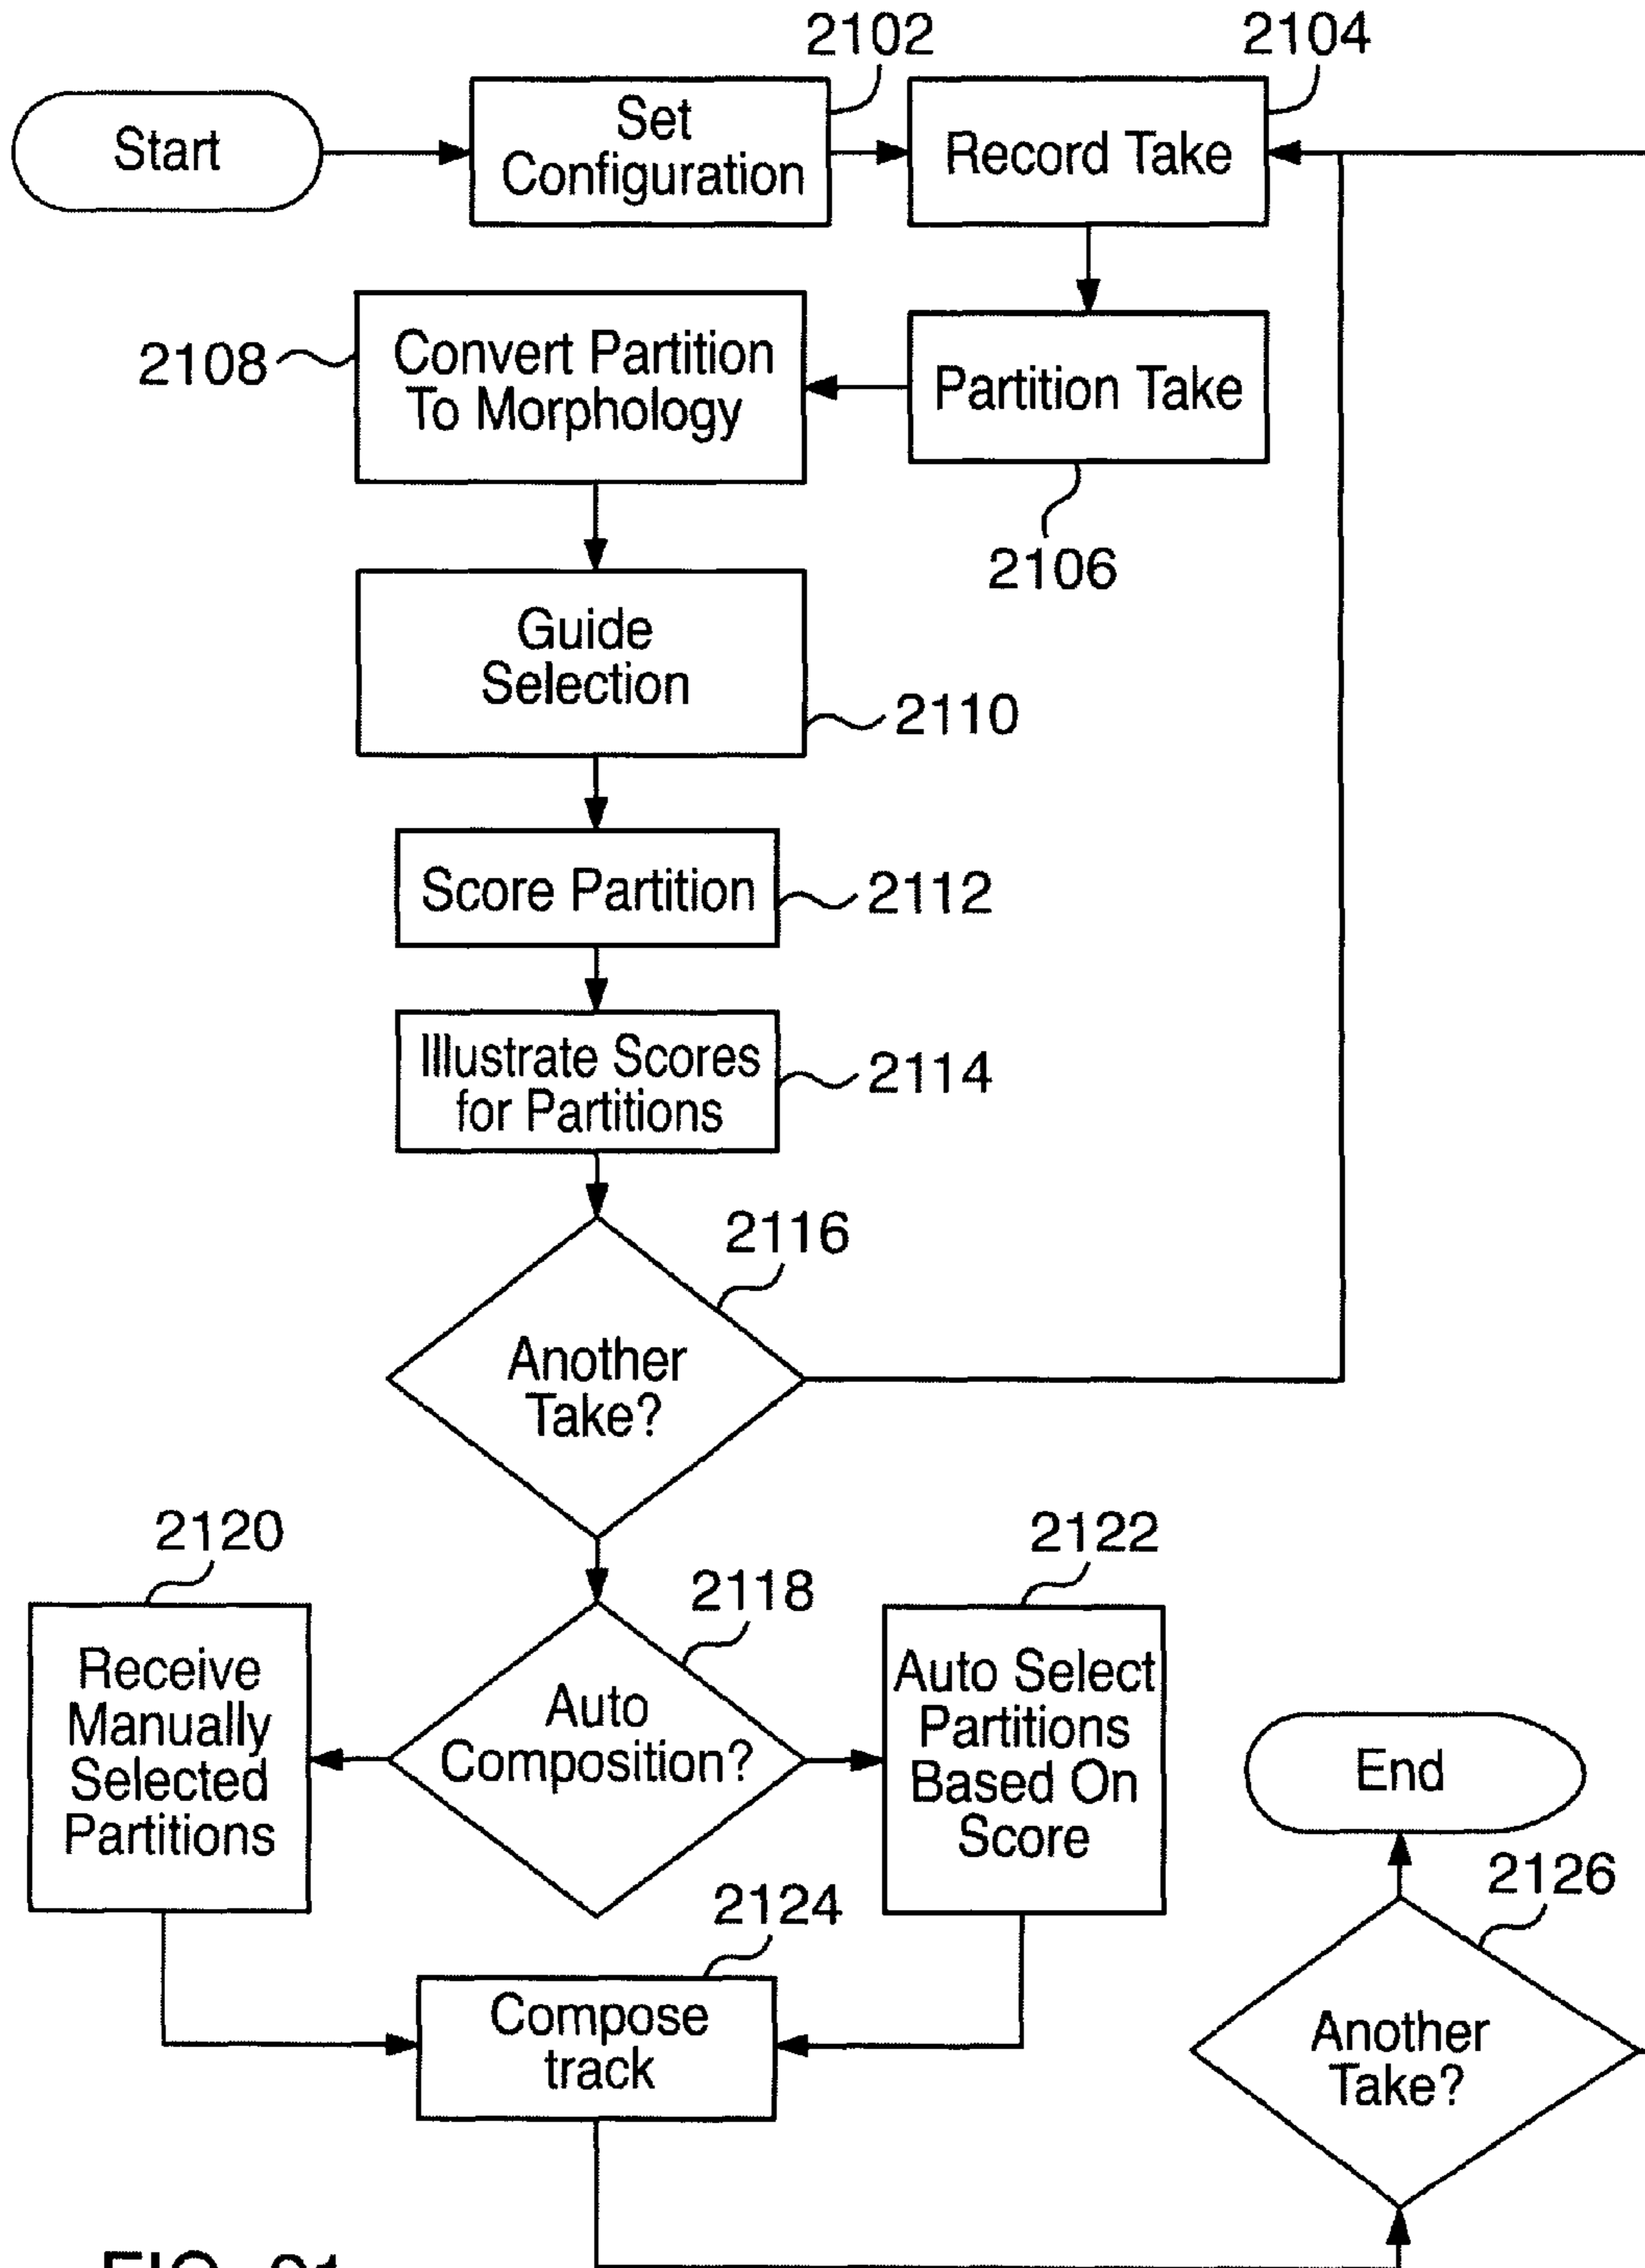 2102
2104
Start
Set
Configuration
Record Take
2108
Convert Partition
To Morphology
Partition Take
2106
Guide
Selection
2110
Score Partition
2112
Illustrate Scores
for Partitions
2114
2116
Another
Take?
2120
2122
2118
Receive
Manually
Selected
Partitions
Auto
Composition?
Auto Select
Partitions
Based On
Score
End
2126
2124
Compose
track
Another
Take?